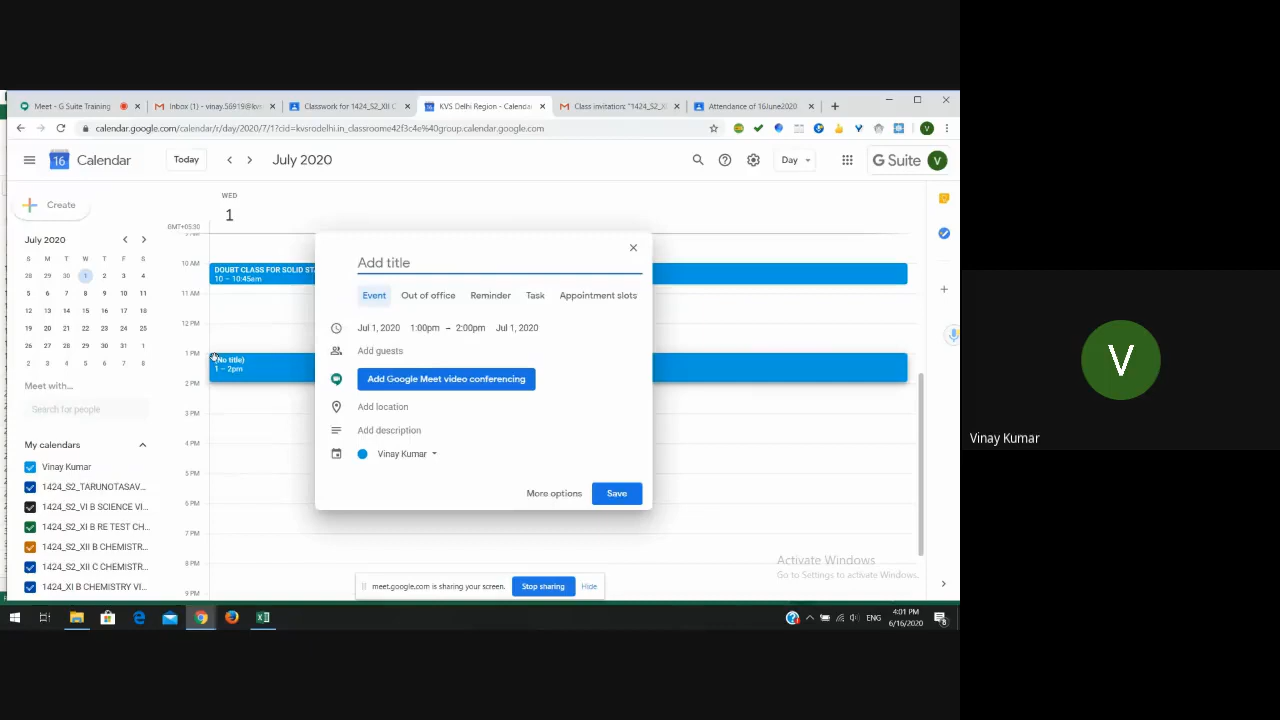 Meet - G Suite Training
Inbox (1) - vinay.56919@kvs
Classwork for 1424_S2_XII C
KVS Delhi Region - Calenda
Class invitation: "1424_S2_XI
Attendance of 16June2020
calendar.google.com/calendar/r/day/2020/7/1?cid=kvsrodelhi.in_classroome42f3c4e%40group.calendar.google.com
V
16
Calendar
Today
July 2020
Day
G Suite
V
Create
WED
1
GMT+05:30
July 2020
S M T W T F S
28 29 30 1 2 3 4
5 6 7 8 9 10 11
12 13 14 15 16 17 18
19 20 21 22 23 24 25
26 27 28 29 30 31 1
2 3 4 5 6 7 8
Meet with...
Search for people
My calendars
Vinay Kumar
1424_S2_TARUNOTASAV...
1424_S2_VI B SCIENCE VI...
1424_S2_XI B RE TEST CH...
1424_S2_XII B CHEMISTR...
1424_S2_XII C CHEMISTR...
1424_XI B CHEMISTRY VI...
10 AM
DOUBT CLASS FOR SOLID ST
10 – 10:45am
11 AM
12 PM
1 PM
(No title)
1 – 2pm
2 PM
3 PM
4 PM
5 PM
6 PM
7 PM
8 PM
9 PM
Add title
Event Out of office Reminder Task Appointment slots
Jul 1, 2020 1:00pm – 2:00pm Jul 1, 2020
Add guests
Add Google Meet video conferencing
Add location
Add description
Vinay Kumar
More options
Save
Activate Windows
Go to Settings to activate Windows.
meet.google.com is sharing your screen.
Stop sharing
Hide
ENG
4:01 PM
6/16/2020
V
Vinay Kumar